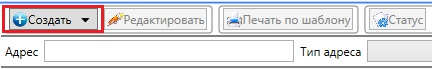 Создать Редактировать Печать по шаблону Статус
Адрес Тип адреса